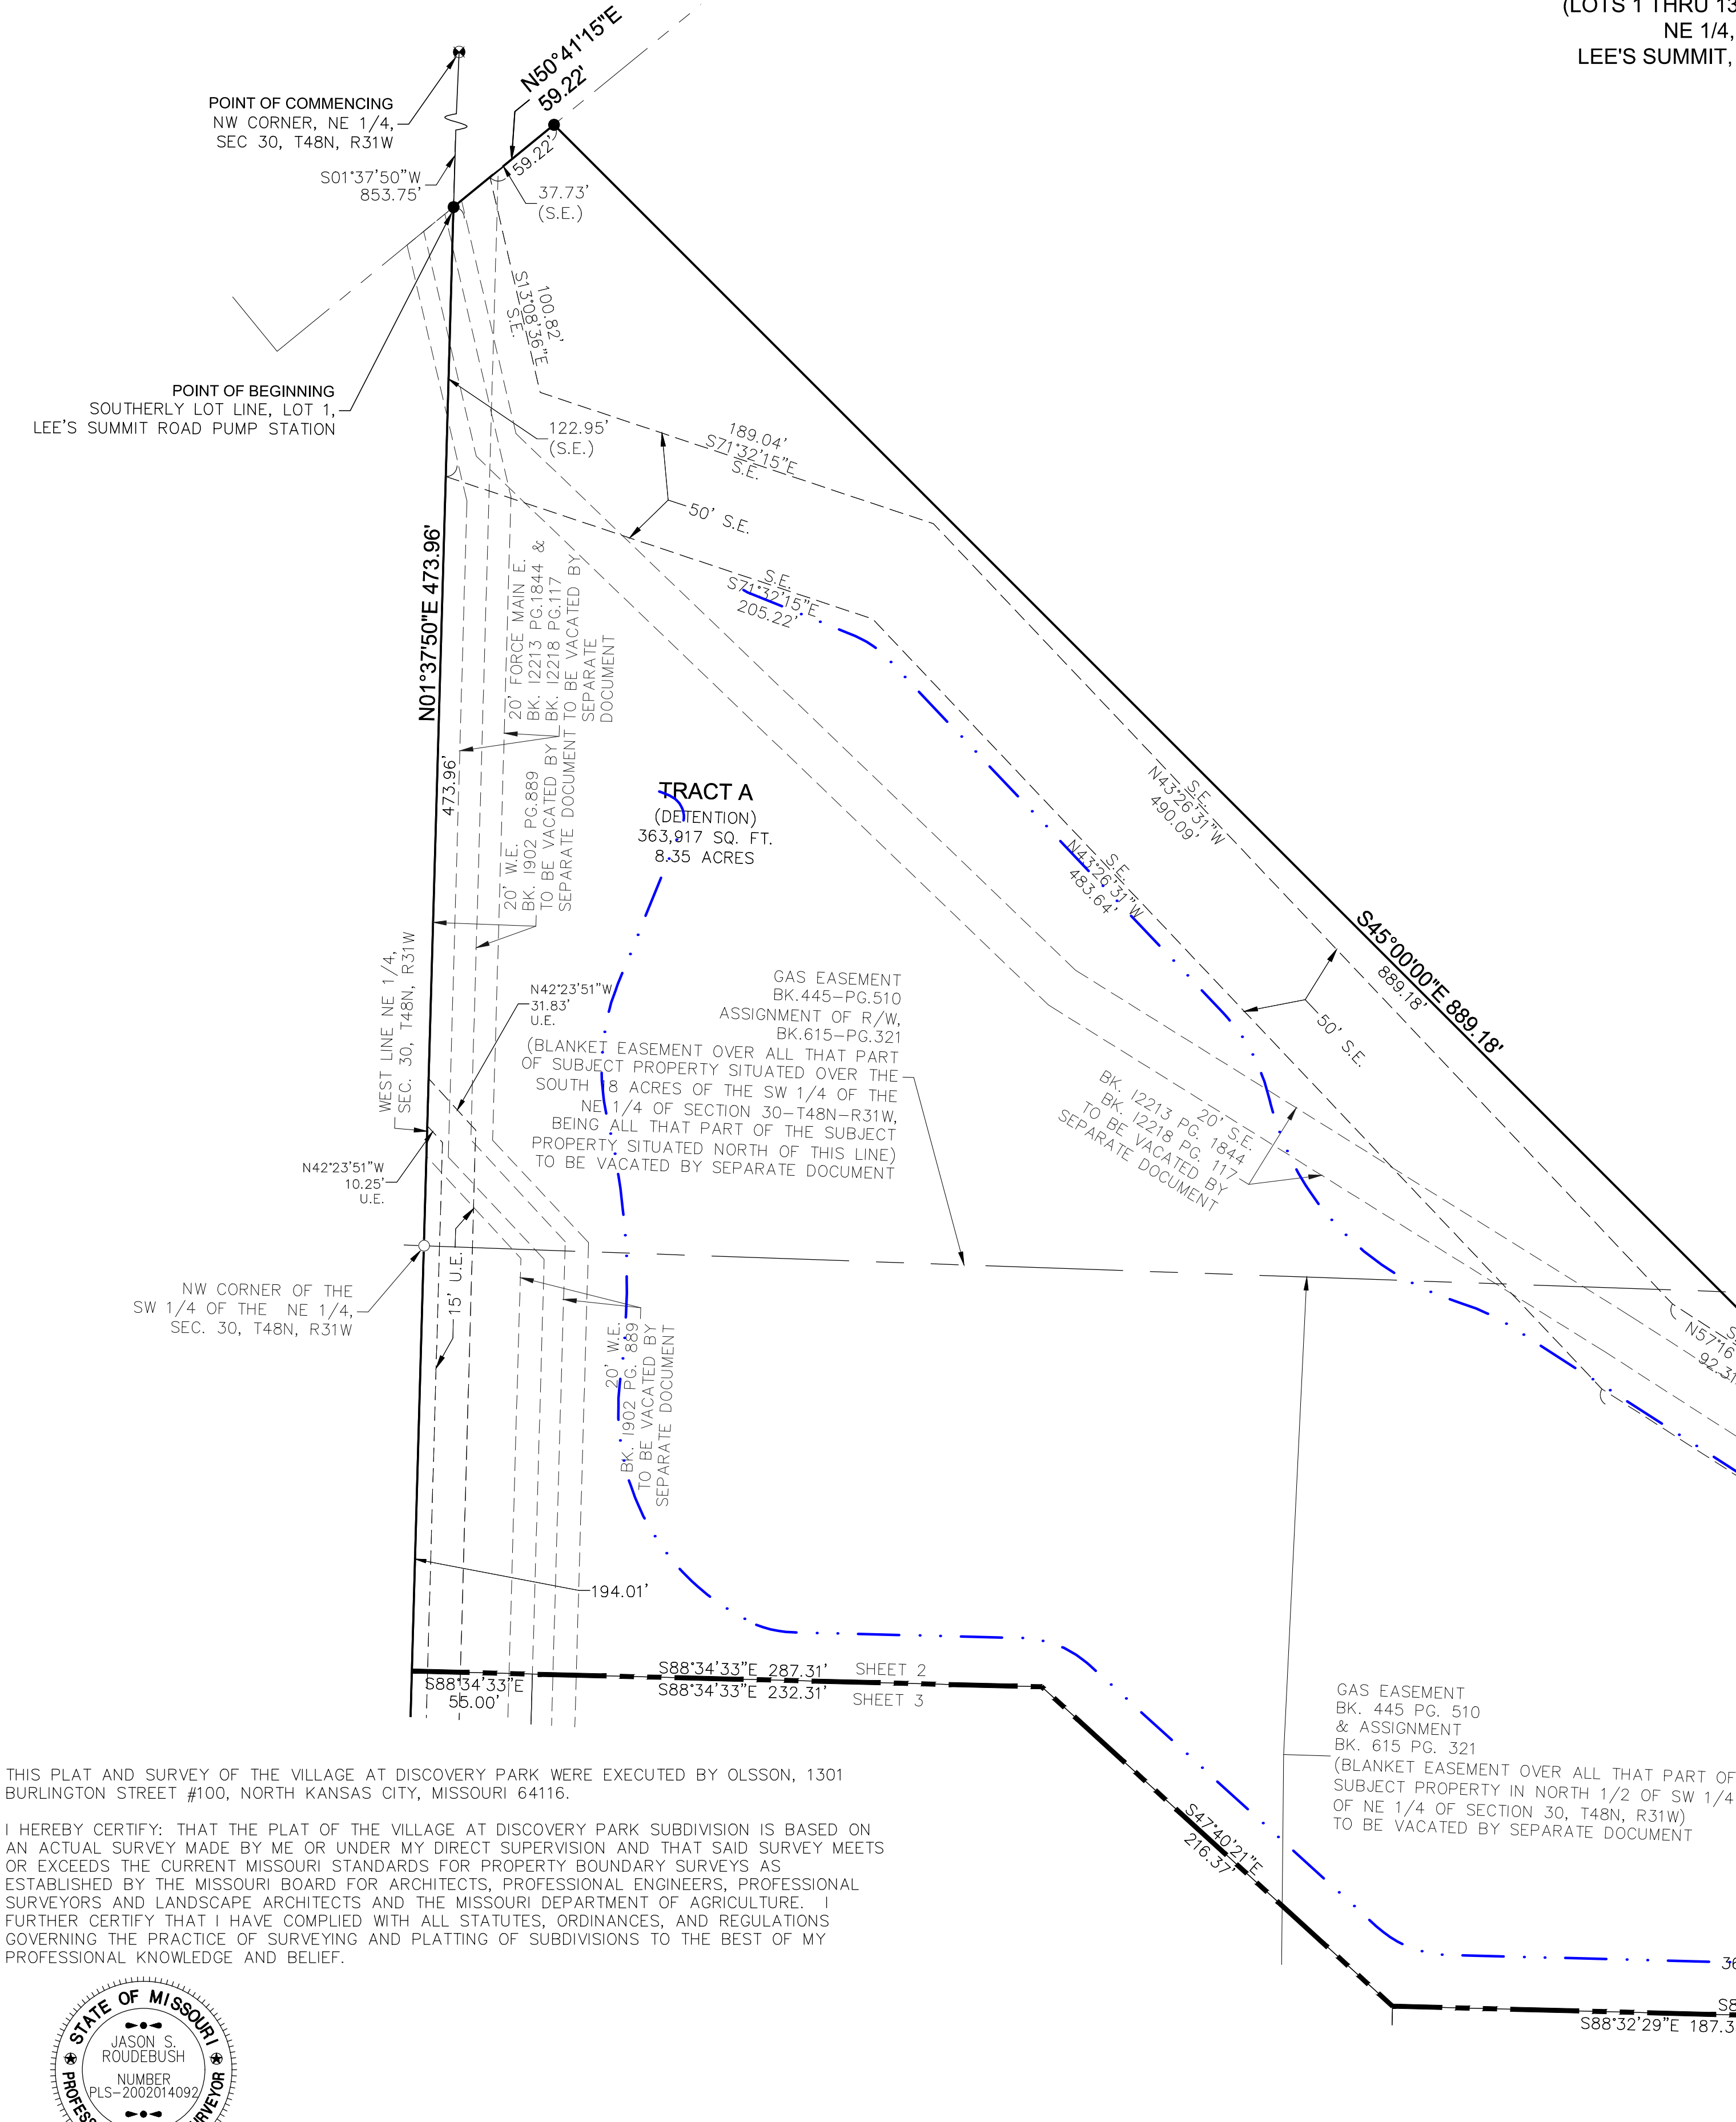 (LOTS 1 THRU 13
NE 1/4,
LEE'S SUMMIT,
N50°41'15"E
59.22'
POINT OF COMMENCING
NW CORNER, NE 1/4,
SEC 30, T48N, R31W
S01°37'50"W
853.75'
59.22'
37.73'
(S.E.)
100.82'
S13°08'36"E
S.E.
POINT OF BEGINNING
SOUTHERLY LOT LINE, LOT 1,
LEE'S SUMMIT ROAD PUMP STATION
122.95'
(S.E.)
189.04'
S71°32'15"E
S.E.
50' S.E.
S.E.
S71°32'15"E
205.22'
N01°37'50"E 473.96'
473.96'
20' FORCE MAIN E.
BK. I2213 PG.1844 &
BK. I2218 PG.117
TO BE VACATED BY
SEPARATE
DOCUMENT
20' W.E.
BK. I902 PG.889
TO BE VACATED BY
SEPARATE DOCUMENT
TRACT A
(DETENTION)
363,917 SQ. FT.
8.35 ACRES
S.E.
N43°26'31"W
490.09'
S.E.
N43°26'31"W
483.64'
S45°00'00"E 889.18'
889.18'
50' S.E.
WEST LINE NE 1/4,
SEC. 30, T48N, R31W
N42°23'51"W
31.83'
U.E.
GAS EASEMENT
BK.445-PG.510
ASSIGNMENT OF R/W,
BK.615-PG.321
(BLANKET EASEMENT OVER ALL THAT PART
OF SUBJECT PROPERTY SITUATED OVER THE
SOUTH 18 ACRES OF THE SW 1/4 OF THE
NE 1/4 OF SECTION 30-T48N-R31W,
BEING ALL THAT PART OF THE SUBJECT
PROPERTY SITUATED NORTH OF THIS LINE)
TO BE VACATED BY SEPARATE DOCUMENT
20' S.E.
BK. I2213 PG. 1844
BK. I2218 PG. 117
TO BE VACATED BY
SEPARATE DOCUMENT
N42°23'51"W
10.25'
U.E.
NW CORNER OF THE
SW 1/4 OF THE NE 1/4,
SEC. 30, T48N, R31W
15' U.E.
20' W.E.
BK. I902 PG. 889
TO BE VACATED BY
SEPARATE DOCUMENT
N57°16
92.31
194.01'
S88°34'33"E 287.31'
SHEET 2
S88°34'33"E
55.00'
S88°34'33"E 232.31'
SHEET 3
GAS EASEMENT
BK. 445 PG. 510
& ASSIGNMENT
BK. 615 PG. 321
(BLANKET EASEMENT OVER ALL THAT PART OF
SUBJECT PROPERTY IN NORTH 1/2 OF SW 1/4
OF NE 1/4 OF SECTION 30, T48N, R31W)
TO BE VACATED BY SEPARATE DOCUMENT
S47°40'21"E
216.37'
36
S8
S88°32'29"E 187.3
THIS PLAT AND SURVEY OF THE VILLAGE AT DISCOVERY PARK WERE EXECUTED BY OLSSON, 1301
BURLINGTON STREET #100, NORTH KANSAS CITY, MISSOURI 64116.
I HEREBY CERTIFY: THAT THE PLAT OF THE VILLAGE AT DISCOVERY PARK SUBDIVISION IS BASED ON
AN ACTUAL SURVEY MADE BY ME OR UNDER MY DIRECT SUPERVISION AND THAT SAID SURVEY MEETS
OR EXCEEDS THE CURRENT MISSOURI STANDARDS FOR PROPERTY BOUNDARY SURVEYS AS
ESTABLISHED BY THE MISSOURI BOARD FOR ARCHITECTS, PROFESSIONAL ENGINEERS, PROFESSIONAL
SURVEYORS AND LANDSCAPE ARCHITECTS AND THE MISSOURI DEPARTMENT OF AGRICULTURE. I
FURTHER CERTIFY THAT I HAVE COMPLIED WITH ALL STATUTES, ORDINANCES, AND REGULATIONS
GOVERNING THE PRACTICE OF SURVEYING AND PLATTING OF SUBDIVISIONS TO THE BEST OF MY
PROFESSIONAL KNOWLEDGE AND BELIEF.
STATE OF MISSOURI
JASON S.
ROUDEBUSH
NUMBER
PLS-2002014092